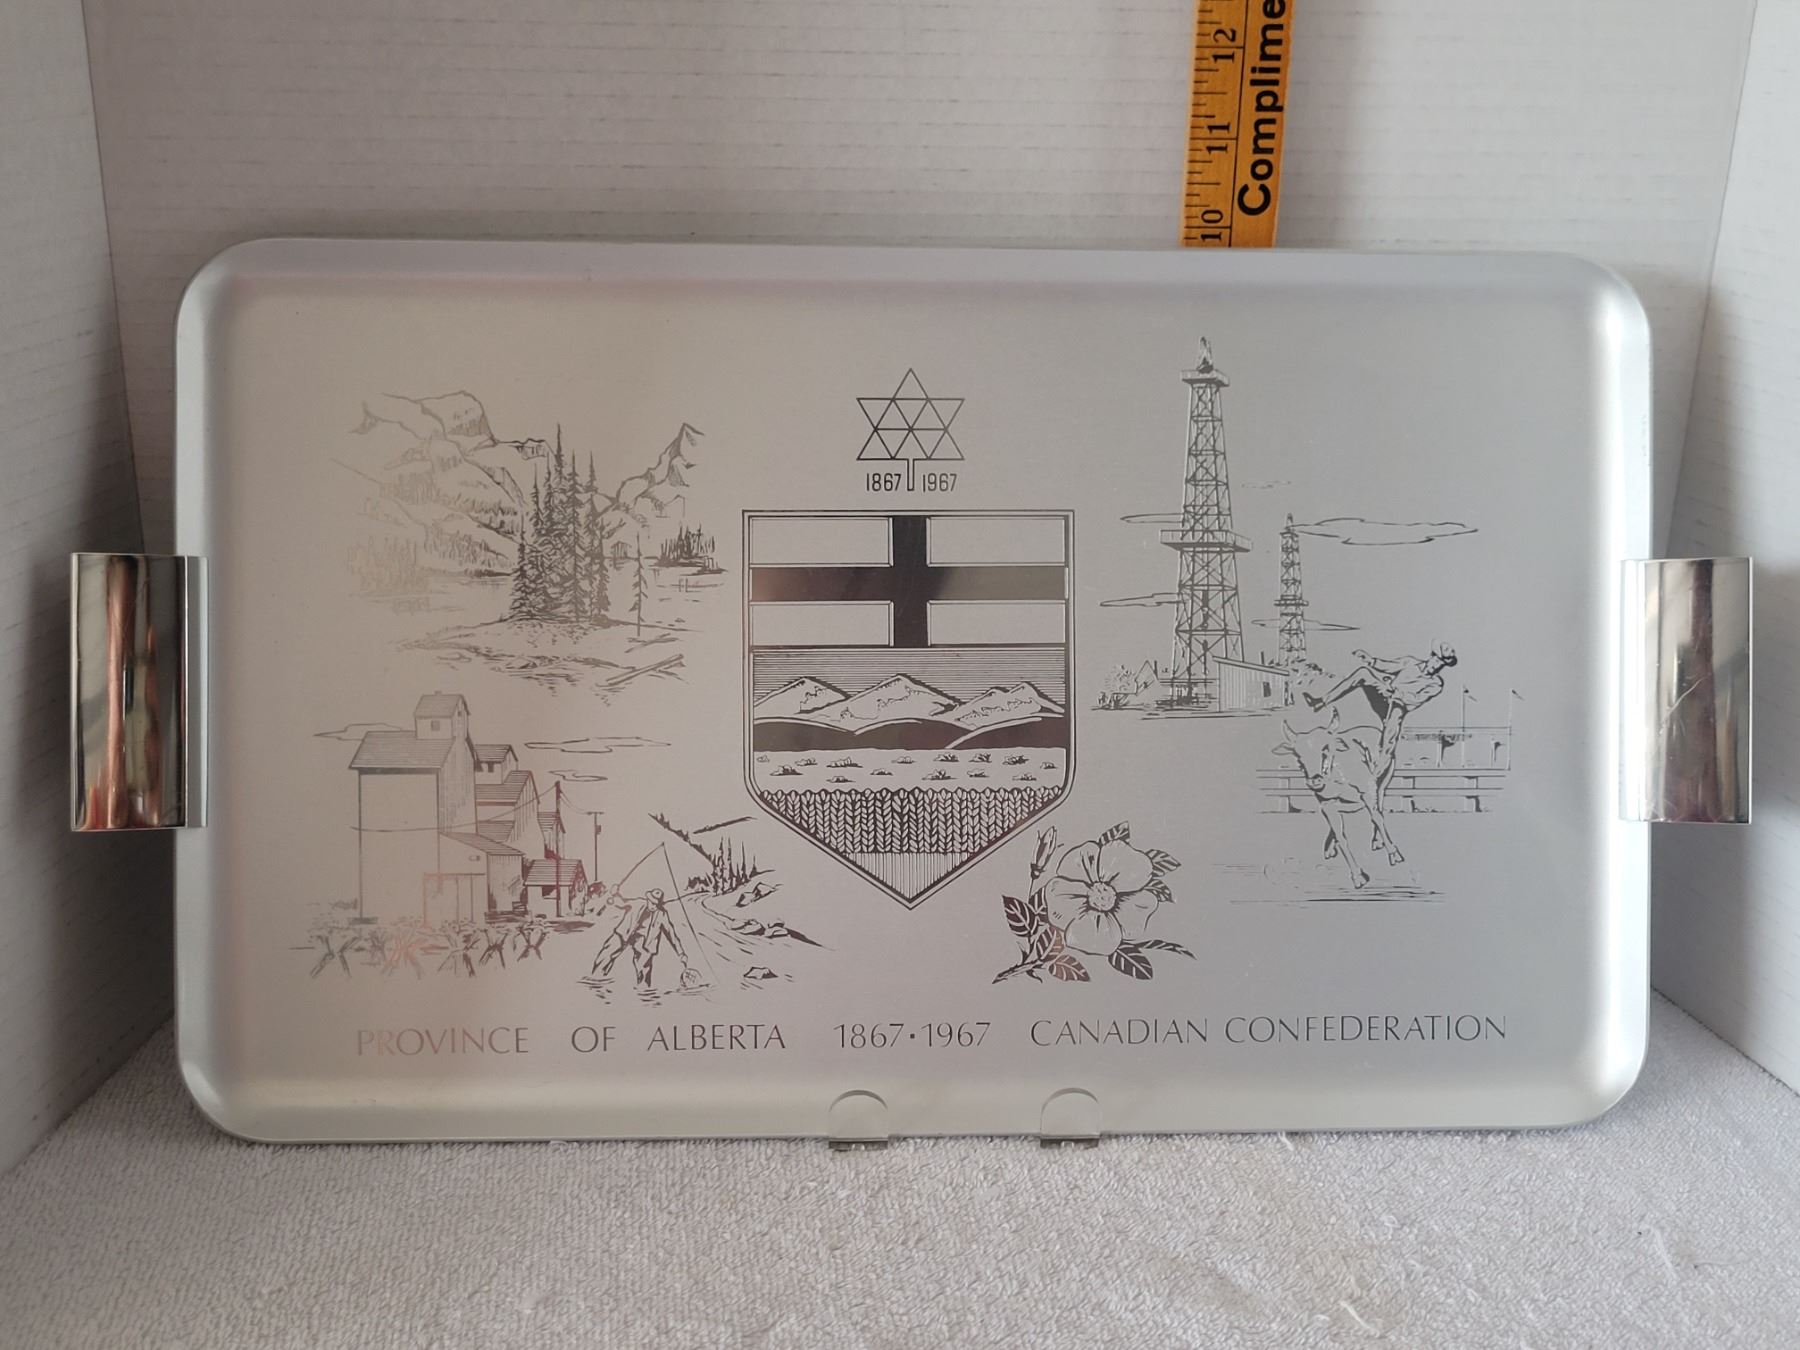 12
11
10
Complime
1867 1967
PROVINCE OF ALBERTA 1867·1967 CANADIAN CONFEDERATION